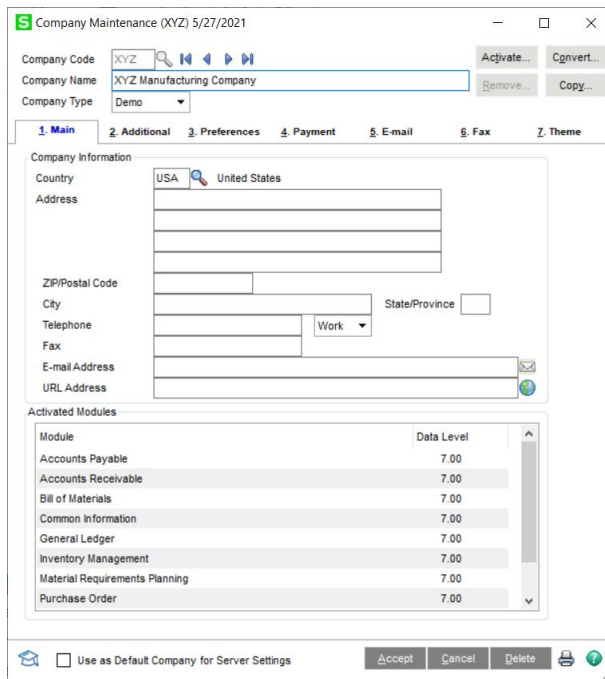 S Company Maintenance (XYZ) 5/27/2021
Company Code XYZ Activate... Convert...
Company Name XYZ Manufacturing Company Remove... Copy...
Company Type Demo
1. Main 2. Additional 3. Preferences 4. Payment 5. E-mail 6. Fax 7. Theme
Company Information
Country USA United States
Address
ZIP/Postal Code
City State/Province
Telephone Work
Fax
E-mail Address
URL Address
Activated Modules
Module Data Level
Accounts Payable 7.00
Accounts Receivable 7.00
Bill of Materials 7.00
Common Information 7.00
General Ledger 7.00
Inventory Management 7.00
Material Requirements Planning 7.00
Purchase Order 7.00
Use as Default Company for Server Settings Accept Cancel Delete ?